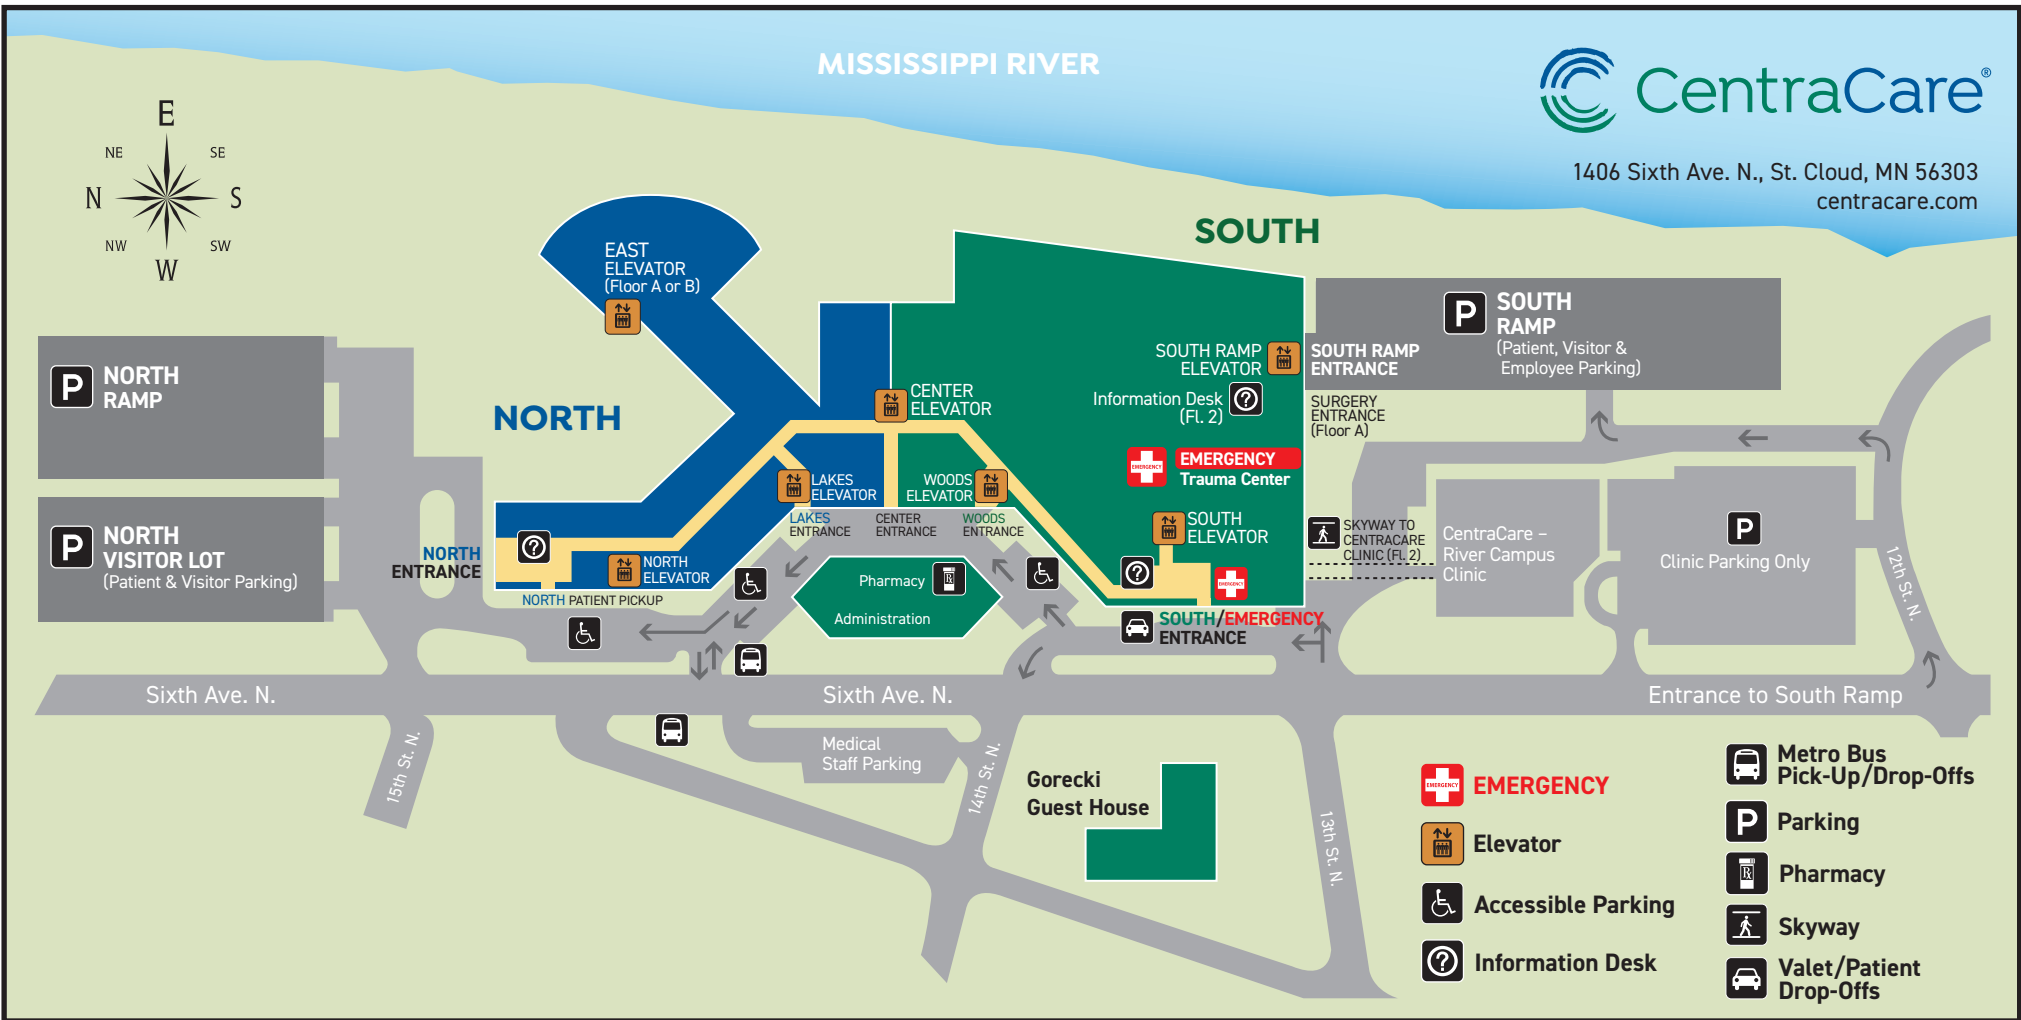 MISSISSIPPI RIVER
CentraCare®
1406 Sixth Ave. N., St. Cloud, MN 56303
centracare.com
E
NE
SE
N
S
NW
SW
W
SOUTH
EAST
ELEVATOR
(Floor A or B)
P
SOUTH
RAMP
(Patient, Visitor &
Employee Parking)
SOUTH RAMP
ELEVATOR
SOUTH RAMP
ENTRANCE
P
NORTH
RAMP
NORTH
CENTER
ELEVATOR
Information Desk
(Fl. 2)
?
SURGERY
ENTRANCE
(Floor A)
EMERGENCY
EMERGENCY
Trauma Center
LAKES
ELEVATOR
WOODS
ELEVATOR
LAKES
ENTRANCE
CENTER
ENTRANCE
WOODS
ENTRANCE
SOUTH
ELEVATOR
SKYWAY TO
CENTRACARE
CLINIC (FL. 2)
CentraCare –
River Campus
Clinic
P
Clinic Parking Only
12th St. N.
P
NORTH
VISITOR LOT
(Patient & Visitor Parking)
NORTH
ENTRANCE
?
NORTH
ELEVATOR
NORTH PATIENT PICKUP
Pharmacy
Rx
Administration
?
EMERGENCY
SOUTH/EMERGENCY
ENTRANCE
Sixth Ave. N.
Sixth Ave. N.
Entrance to South Ramp
15th St. N.
Medical
Staff Parking
14th St. N.
Gorecki
Guest House
13th St. N.
EMERGENCY
EMERGENCY
Elevator
Accessible Parking
?
Information Desk
Metro Bus
Pick-Up/Drop-Offs
P
Parking
Rx
Pharmacy
Skyway
Valet/Patient
Drop-Offs